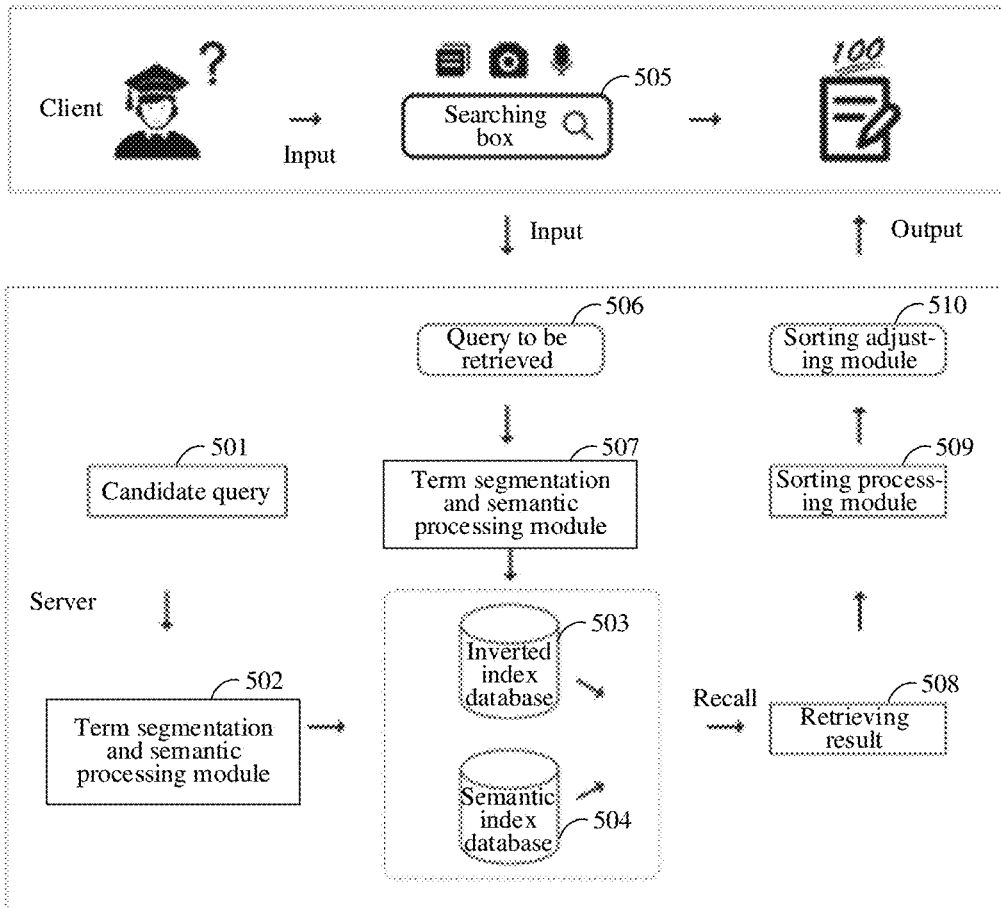 100
Client
505
Searching
box
Input
Input
Output
506
Query to be
retrieved
510
Sorting adjust-
ing module
501
Candidate query
507
Term segmentation
and semantic
processing module
509
Sorting process-
ing module
Server
503
Inverted
index
database
502
Term segmentation
and semantic
processing module
Recall
508
Retrieving
result
Semantic
index
database
504